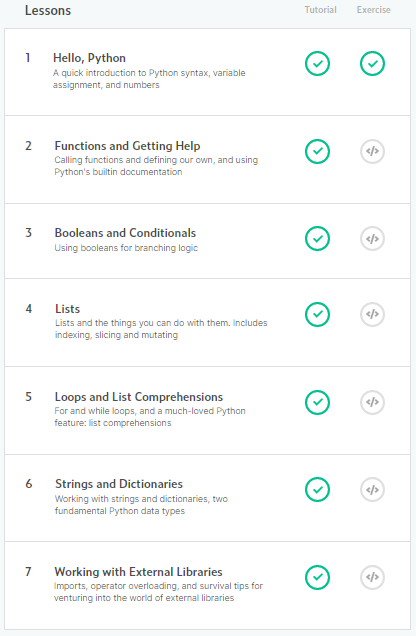 Lessons Tutorial Exercise
1 Hello, Python
A quick introduction to Python syntax, variable
assignment, and numbers
2 Functions and Getting Help
Calling functions and defining our own, and using
Python's builtin documentation
3 Booleans and Conditionals
Using booleans for branching logic
4 Lists
Lists and the things you can do with them. Includes
indexing, slicing and mutating
5 Loops and List Comprehensions
For and while loops, and a much-loved Python
feature: list comprehensions
6 Strings and Dictionaries
Working with strings and dictionaries, two
fundamental Python data types
7 Working with External Libraries
Imports, operator overloading, and survival tips for
venturing into the world of external libraries